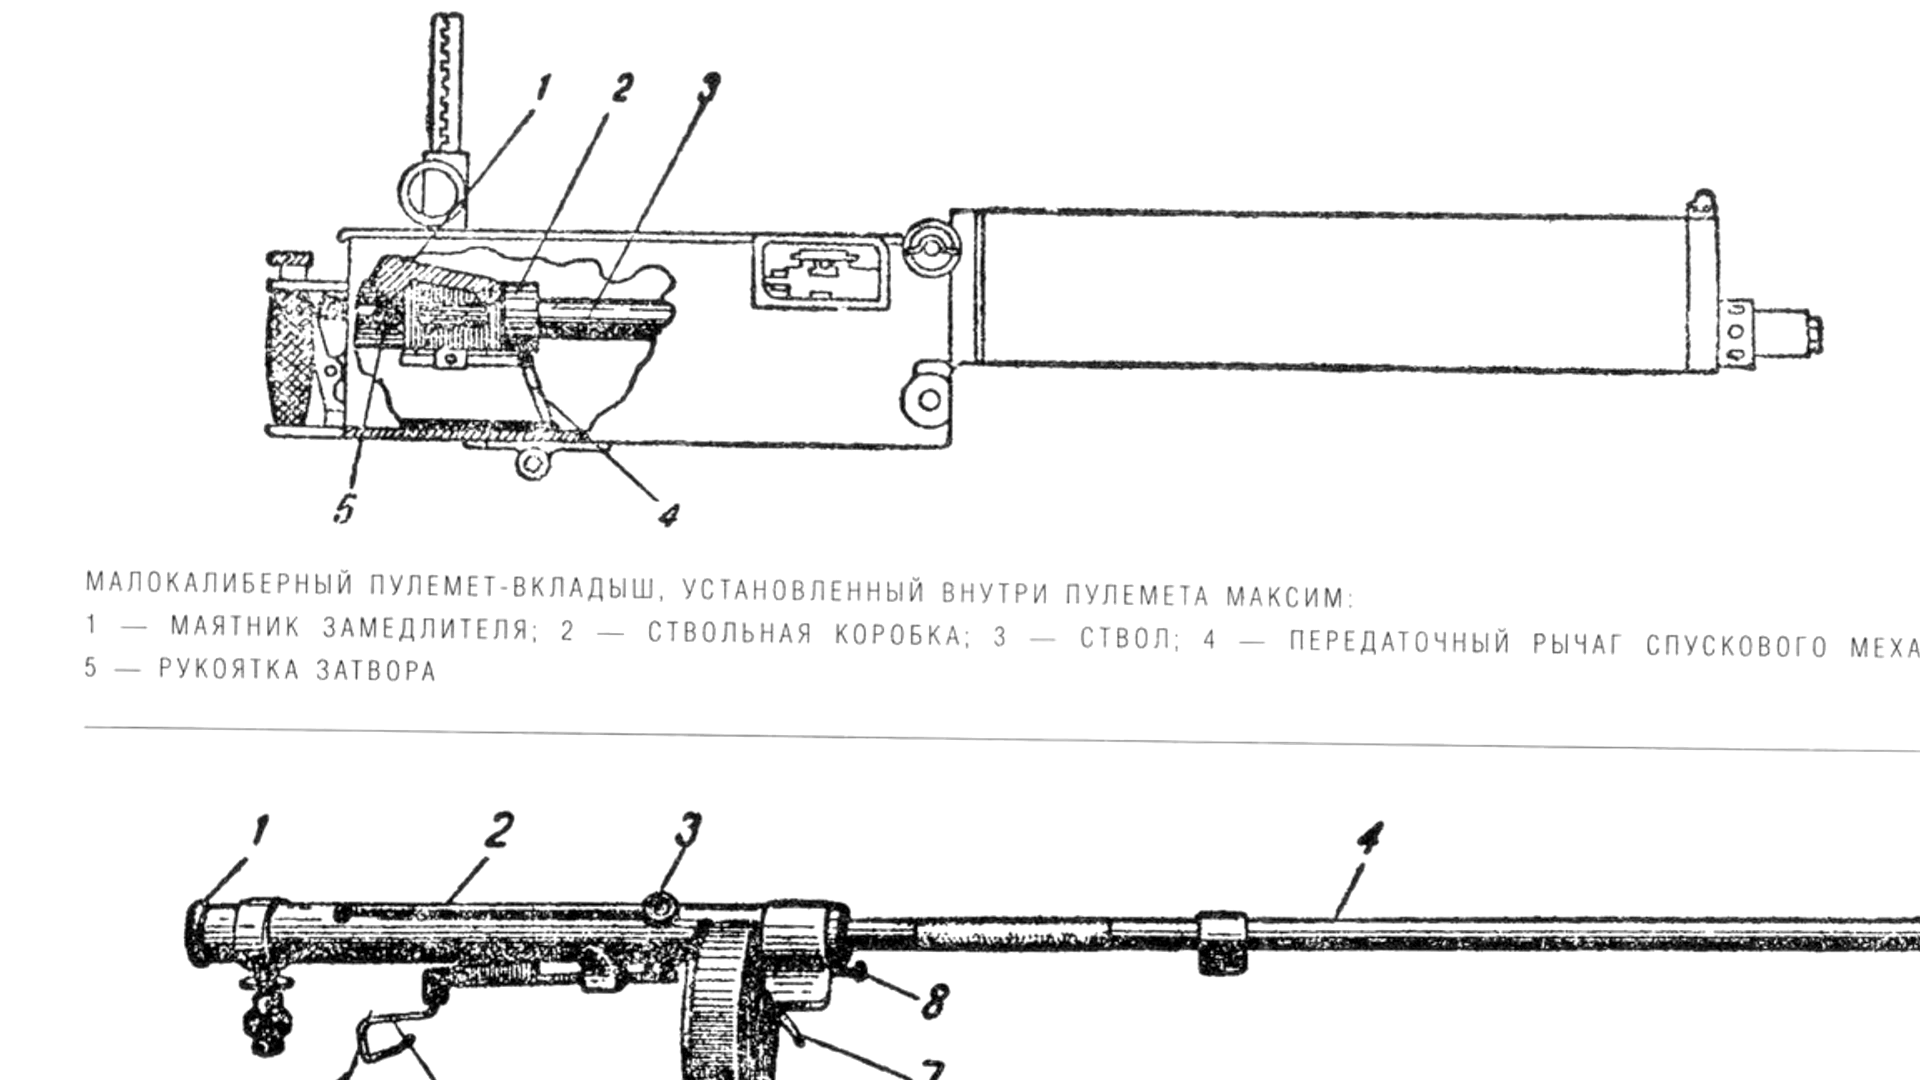 1 2 3
5 4
МАЛОКАЛИБЕРНЫЙ ПУЛЕМЕТ-ВКЛАДЫШ, УСТАНОВЛЕННЫЙ ВНУТРИ ПУЛЕМЕТА МАКСИМ:
1 — МАЯТНИК ЗАМЕДЛИТЕЛЯ; 2 — СТВОЛЬНАЯ КОРОБКА; 3 — СТВОЛ; 4 — ПЕРЕДАТОЧНЫЙ РЫЧАГ СПУСКОВОГО МЕХА
5 — РУКОЯТКА ЗАТВОРА
1 2 3 4
8
7